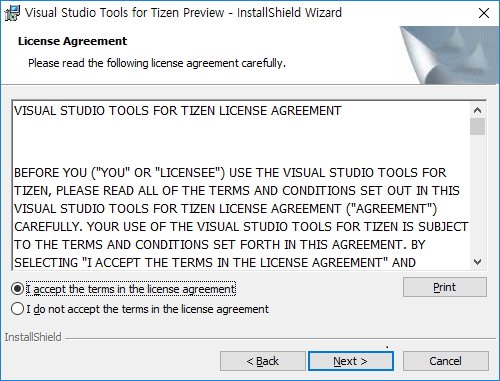 Visual Studio Tools for Tizen Preview - InstallShield Wizard
License Agreement
Please read the following license agreement carefully.
VISUAL STUDIO TOOLS FOR TIZEN LICENSE AGREEMENT
BEFORE YOU ("YOU" OR "LICENSEE") USE THE VISUAL STUDIO TOOLS FOR
TIZEN, PLEASE READ ALL OF THE TERMS AND CONDITIONS SET OUT IN THIS
VISUAL STUDIO TOOLS FOR TIZEN LICENSE AGREEMENT ("AGREEMENT")
CAREFULLY. YOUR USE OF THE VISUAL STUDIO TOOLS FOR TIZEN IS SUBJECT
TO THE TERMS AND CONDITIONS SET FORTH IN THIS AGREEMENT. BY
SELECTING "I ACCEPT THE TERMS IN THE LICENSE AGREEMENT" AND
I accept the terms in the license agreement
Print
I do not accept the terms in the license agreement
InstallShield
< Back
Next >
Cancel